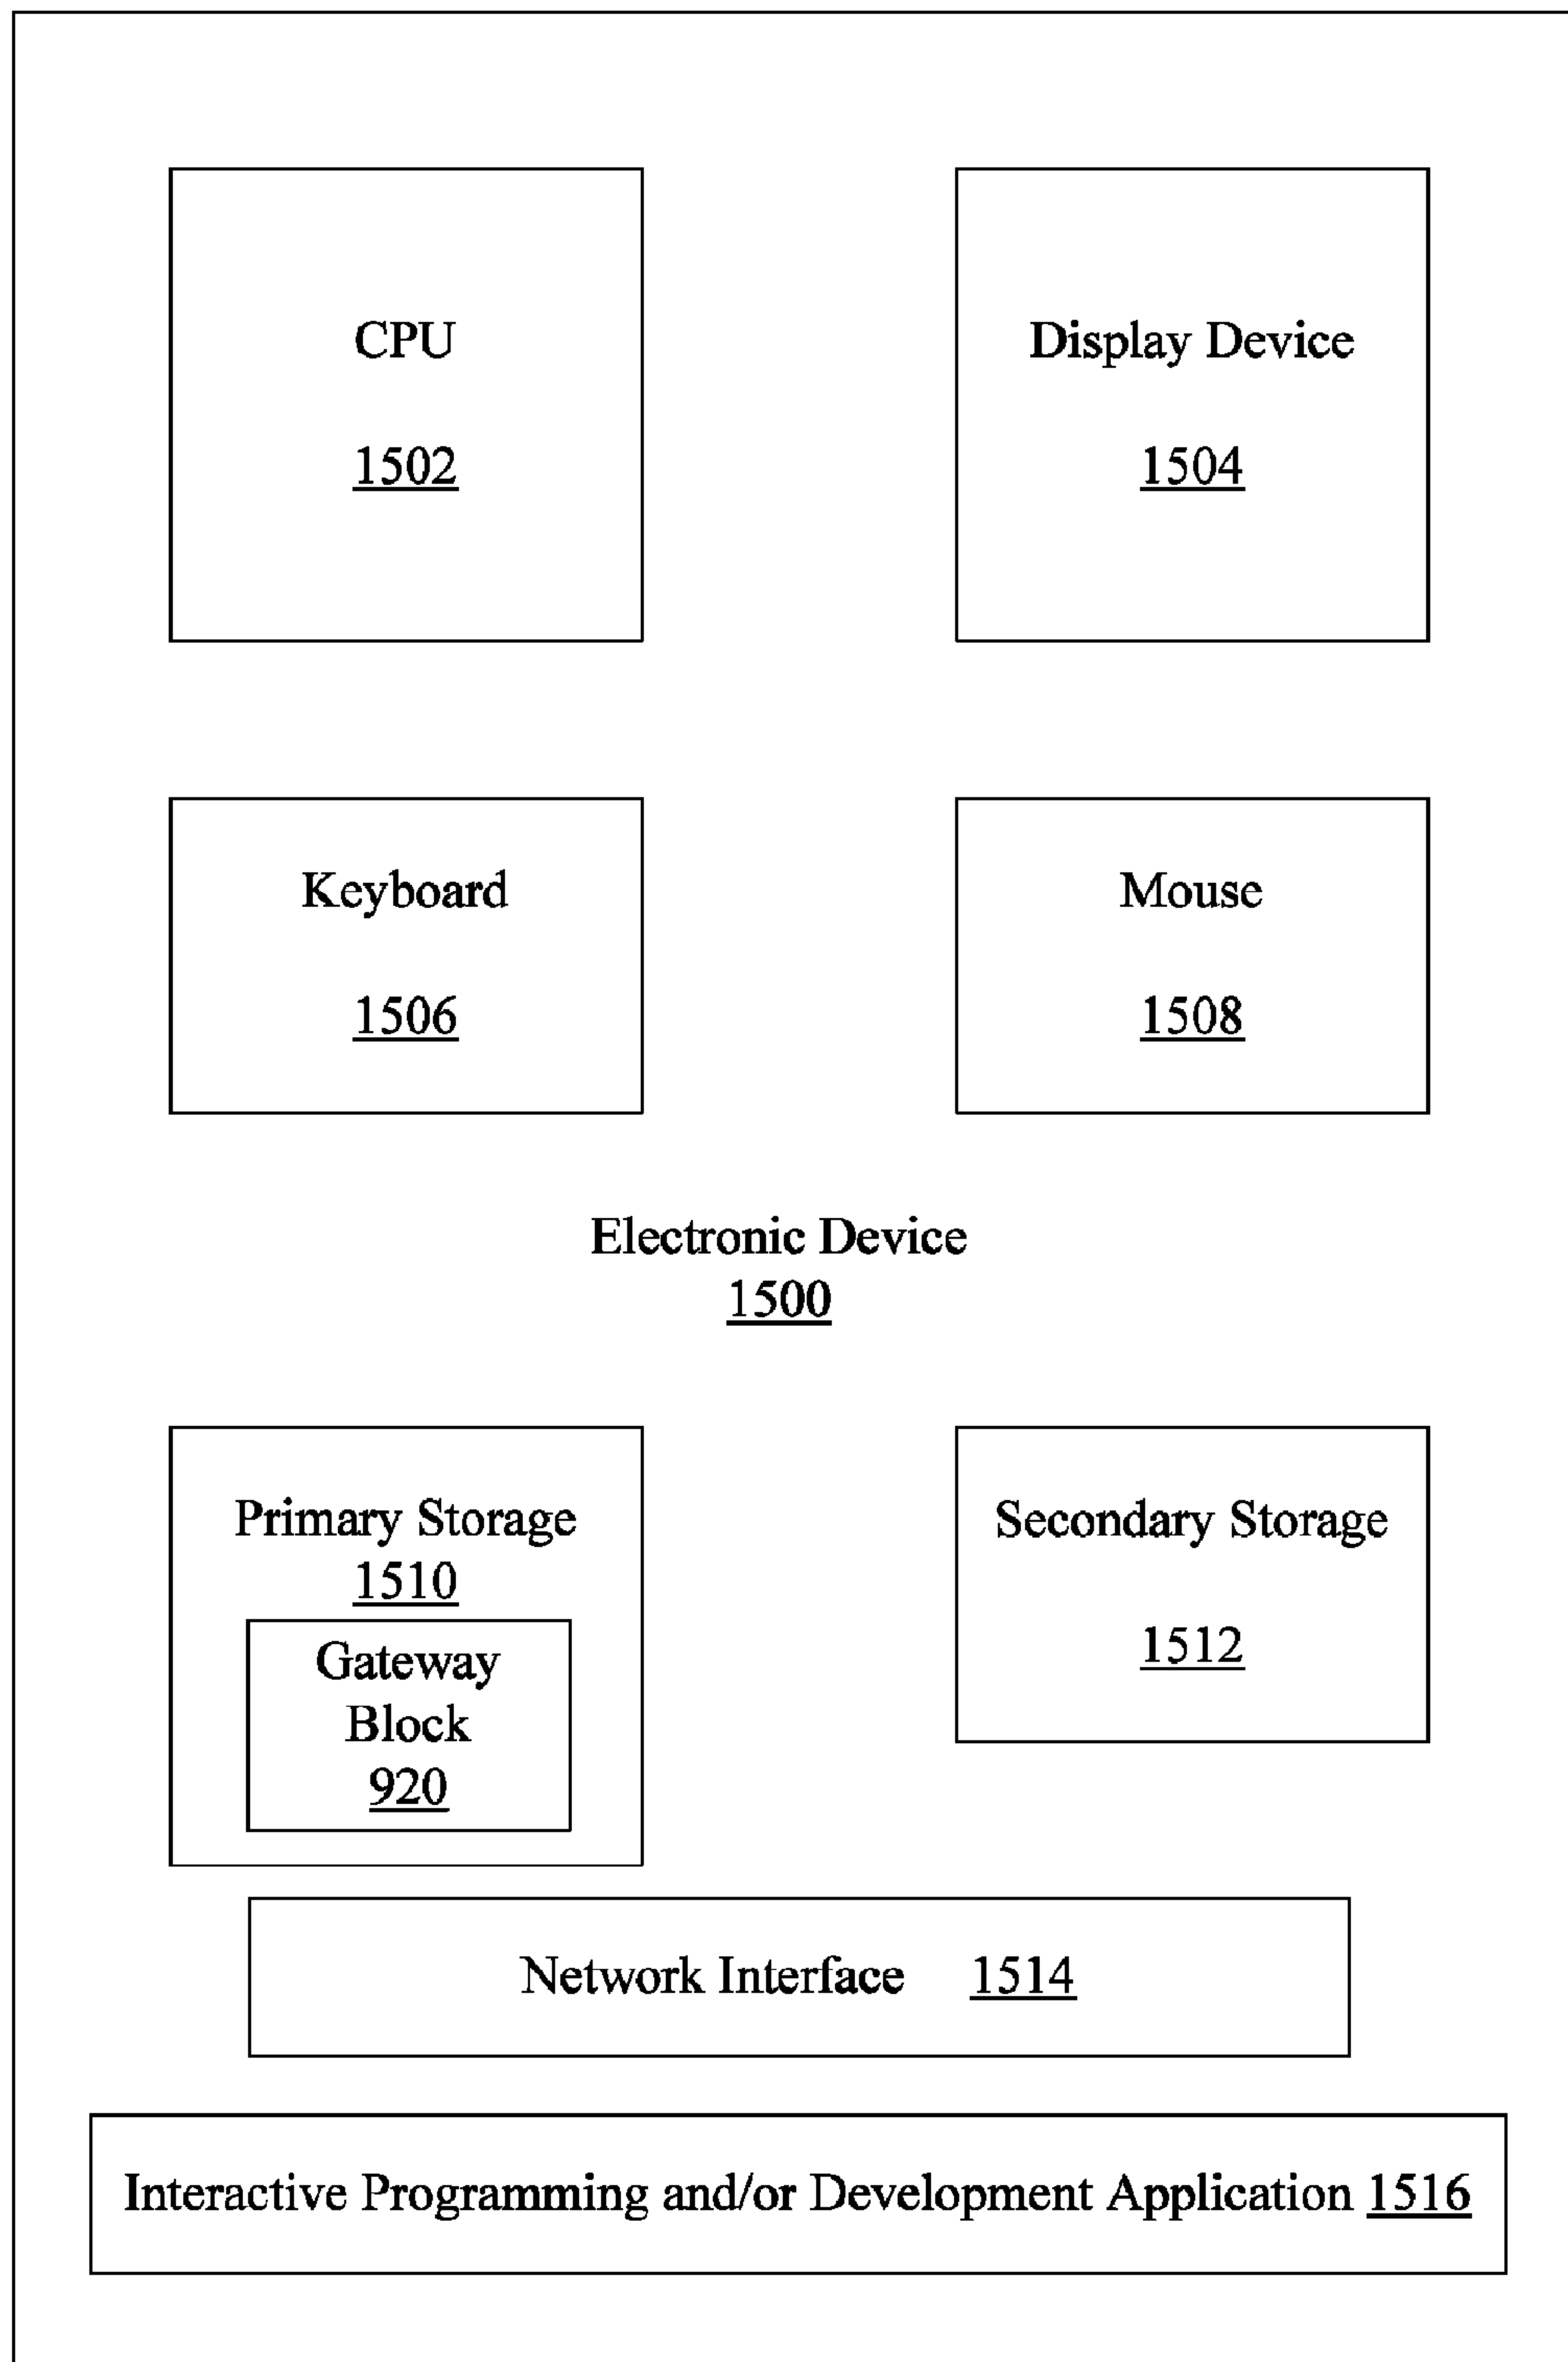 CPU
1502
Display Device
1504
Keyboard
1506
Mouse
1508
Electronic Device
1500
Primary Storage
1510
Gateway
Block
920
Secondary Storage
1512
Network Interface 1514
Interactive Programming and/or Development Application 1516